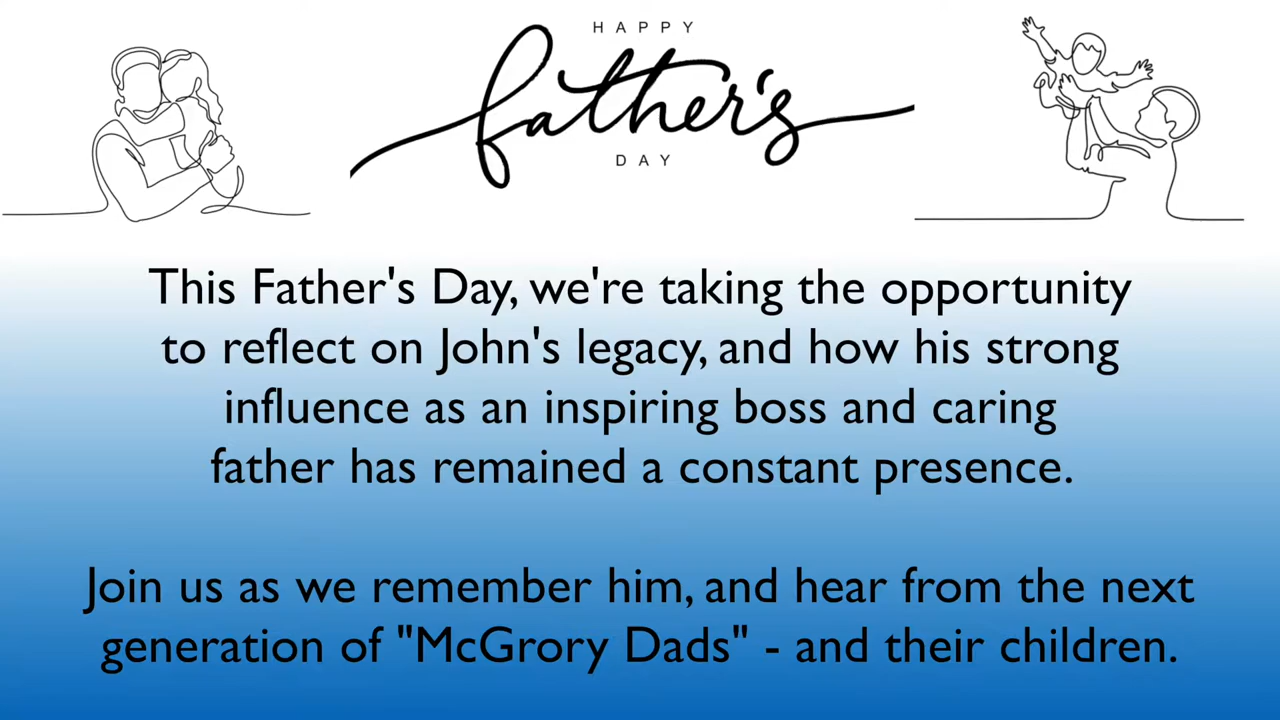 HAPPY
father's
DAY
This Father's Day, we're taking the opportunity
to reflect on John's legacy, and how his strong
influence as an inspiring boss and caring
father has remained a constant presence.
Join us as we remember him, and hear from the next
generation of "McGrory Dads" - and their children.